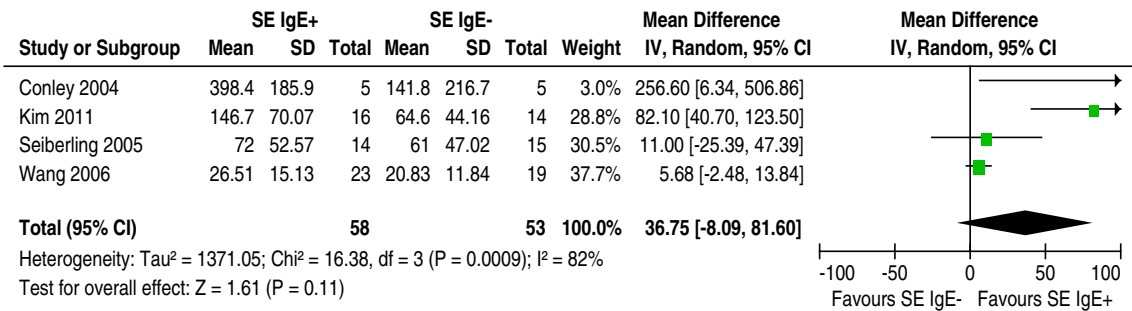 SE IgE+ SE IgE- Mean Difference Mean Difference
Study or Subgroup Mean SD Total Mean SD Total Weight IV, Random, 95% CI IV, Random, 95% CI
Conley 2004 398.4 185.9 5 141.8 216.7 5 3.0% 256.60 [6.34, 506.86]
Kim 2011 146.7 70.07 16 64.6 44.16 14 28.8% 82.10 [40.70, 123.50]
Seiberling 2005 72 52.57 14 61 47.02 15 30.5% 11.00 [-25.39, 47.39]
Wang 2006 26.51 15.13 23 20.83 11.84 19 37.7% 5.68 [-2.48, 13.84]
Total (95% CI) 58 53 100.0% 36.75 [-8.09, 81.60]
Heterogeneity: Tau² = 1371.05; Chi² = 16.38, df = 3 (P = 0.0009); I² = 82%
Test for overall effect: Z = 1.61 (P = 0.11)
-100 -50 0 50 100
Favours SE IgE- Favours SE IgE+